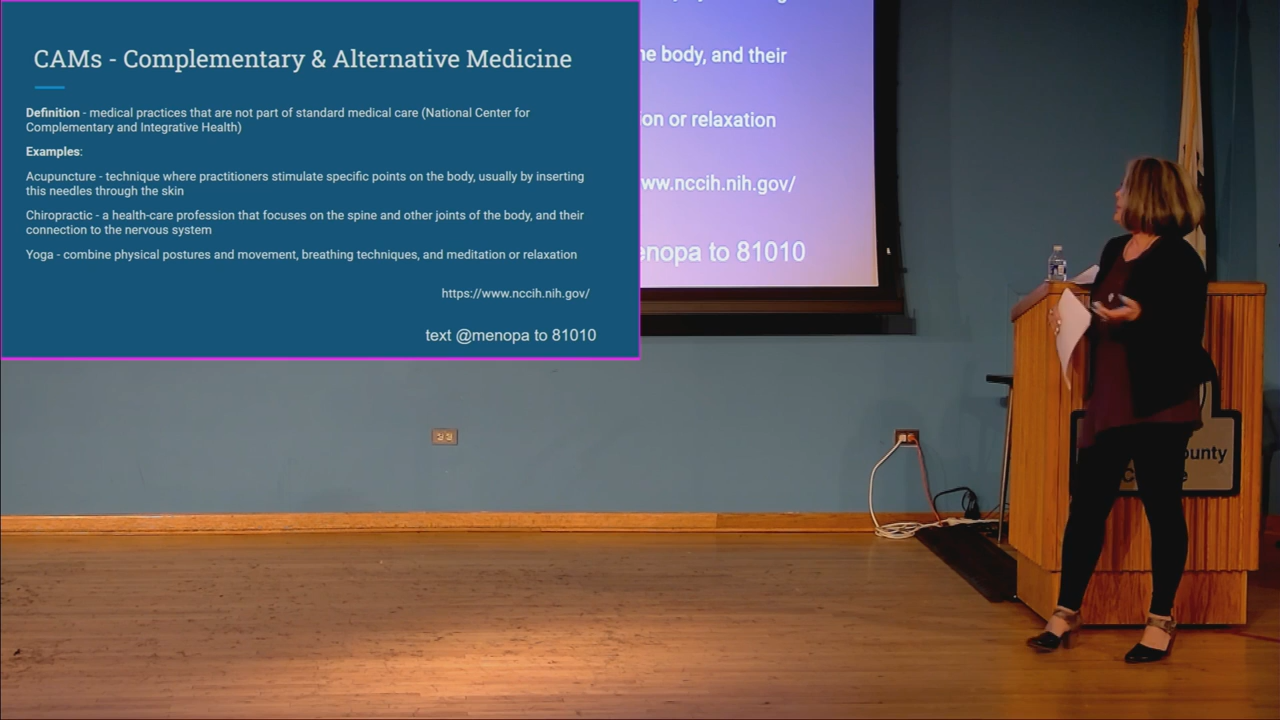 CAMs - Complementary & Alternative Medicine
Definition - medical practices that are not part of standard medical care (National Center for
Complementary and Integrative Health)
Examples:
Acupuncture - technique where practitioners stimulate specific points on the body, usually by inserting
this needles through the skin
Chiropractic - a health-care profession that focuses on the spine and other joints of the body, and their
connection to the nervous system
Yoga - combine physical postures and movement, breathing techniques, and meditation or relaxation
https://www.nccih.nih.gov/
text @menopa to 81010
he body, and their
on or relaxation
ww.nccih.nih.gov/
enopa to 81010
ounty